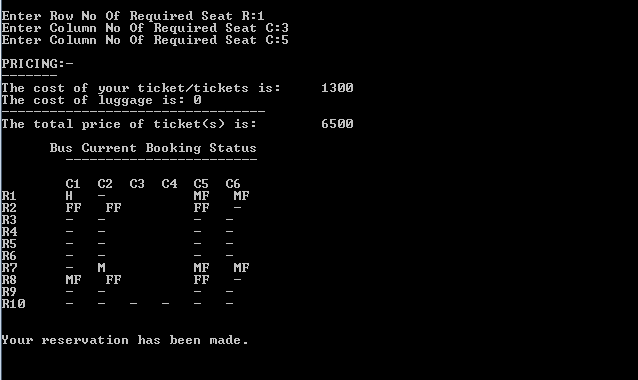 Enter Row No Of Required Seat R:1
Enter Column No Of Required Seat C:3
Enter Column No Of Required Seat C:5
PRICING:-
-------
The cost of your ticket/tickets is:     1300
The cost of luggage is: 0
---------------------------------
The total price of ticket(s) is:        6500
Bus Current Booking Status
------------------------
C1  C2  C3  C4  C5  C6
R1      H   -           MF   MF
R2      FF   FF         FF   -
R3      -   -           -   -
R4      -   -           -   -
R5      -   -           -   -
R6      -   -           -   -
R7      -   M           MF   MF
R8      MF   FF         FF   -
R9      -   -           -   -
R10     -   -   -   -   -   -
Your reservation has been made.